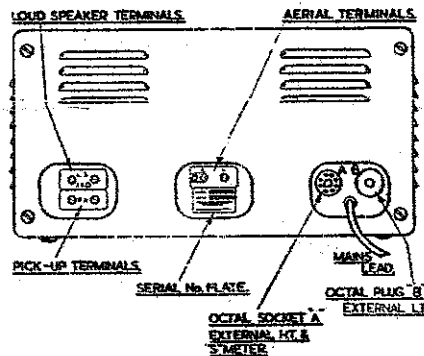 LOUD SPEAKER TERMINALS.
AERIAL TERMINALS.
A B
PICK-UP TERMINALS.
SERIAL No. PLATE.
MAINS
LEAD.
OCTAL SOCKET "A"
EXTERNAL H.T. &
"S" METER.
OCTAL PLUG "B"
EXTERNAL L.T.